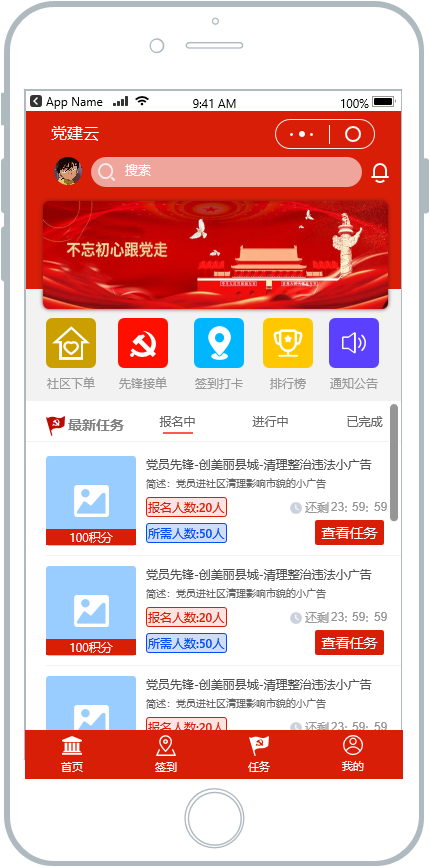 App Name
9:41 AM
100%
党建云
搜索
不忘初心跟党走
社区下单
先锋接单
签到打卡
排行榜
通知公告
最新任务
报名中
进行中
已完成
党员先锋-创美丽县城-清理整治违法小广告
简述：党员进社区清理影响市貌的小广告
报名人数:20人
还剩23；59；59
所需人数:50人
查看任务
100积分
党员先锋-创美丽县城-清理整治违法小广告
简述：党员进社区清理影响市貌的小广告
报名人数:20人
还剩23；59；59
所需人数:50人
查看任务
100积分
党员先锋-创美丽县城-清理整治违法小广告
简述：党员进社区清理影响市貌的小广告
报名人数:20人
还剩23；59；59
首页
签到
任务
我的